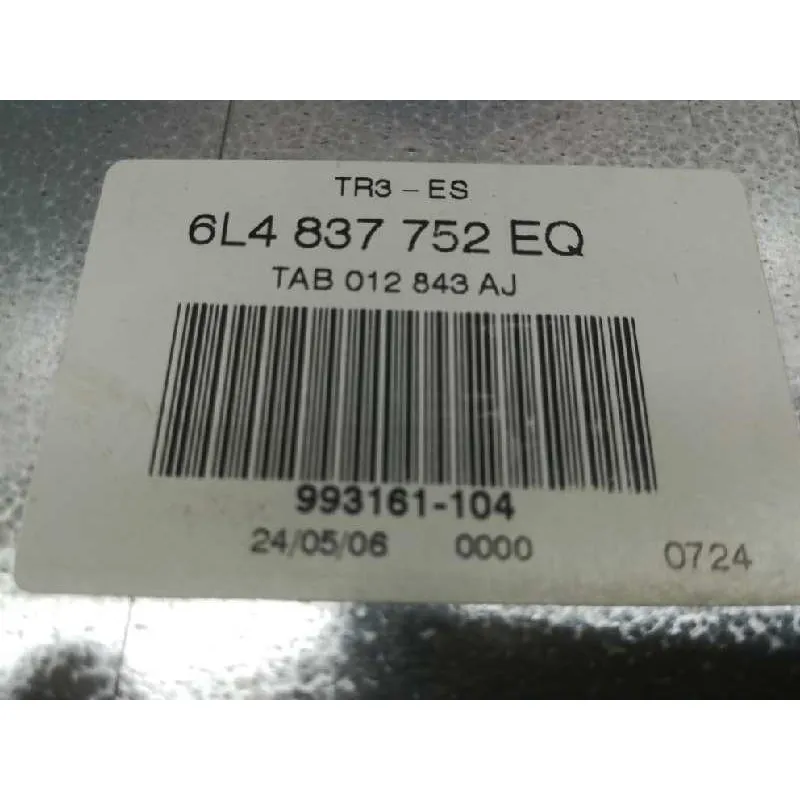 TR3 - ES
6L4 837 752 EQ
TAB 012 843 AJ
993161-104
24/05/06 0000 0724